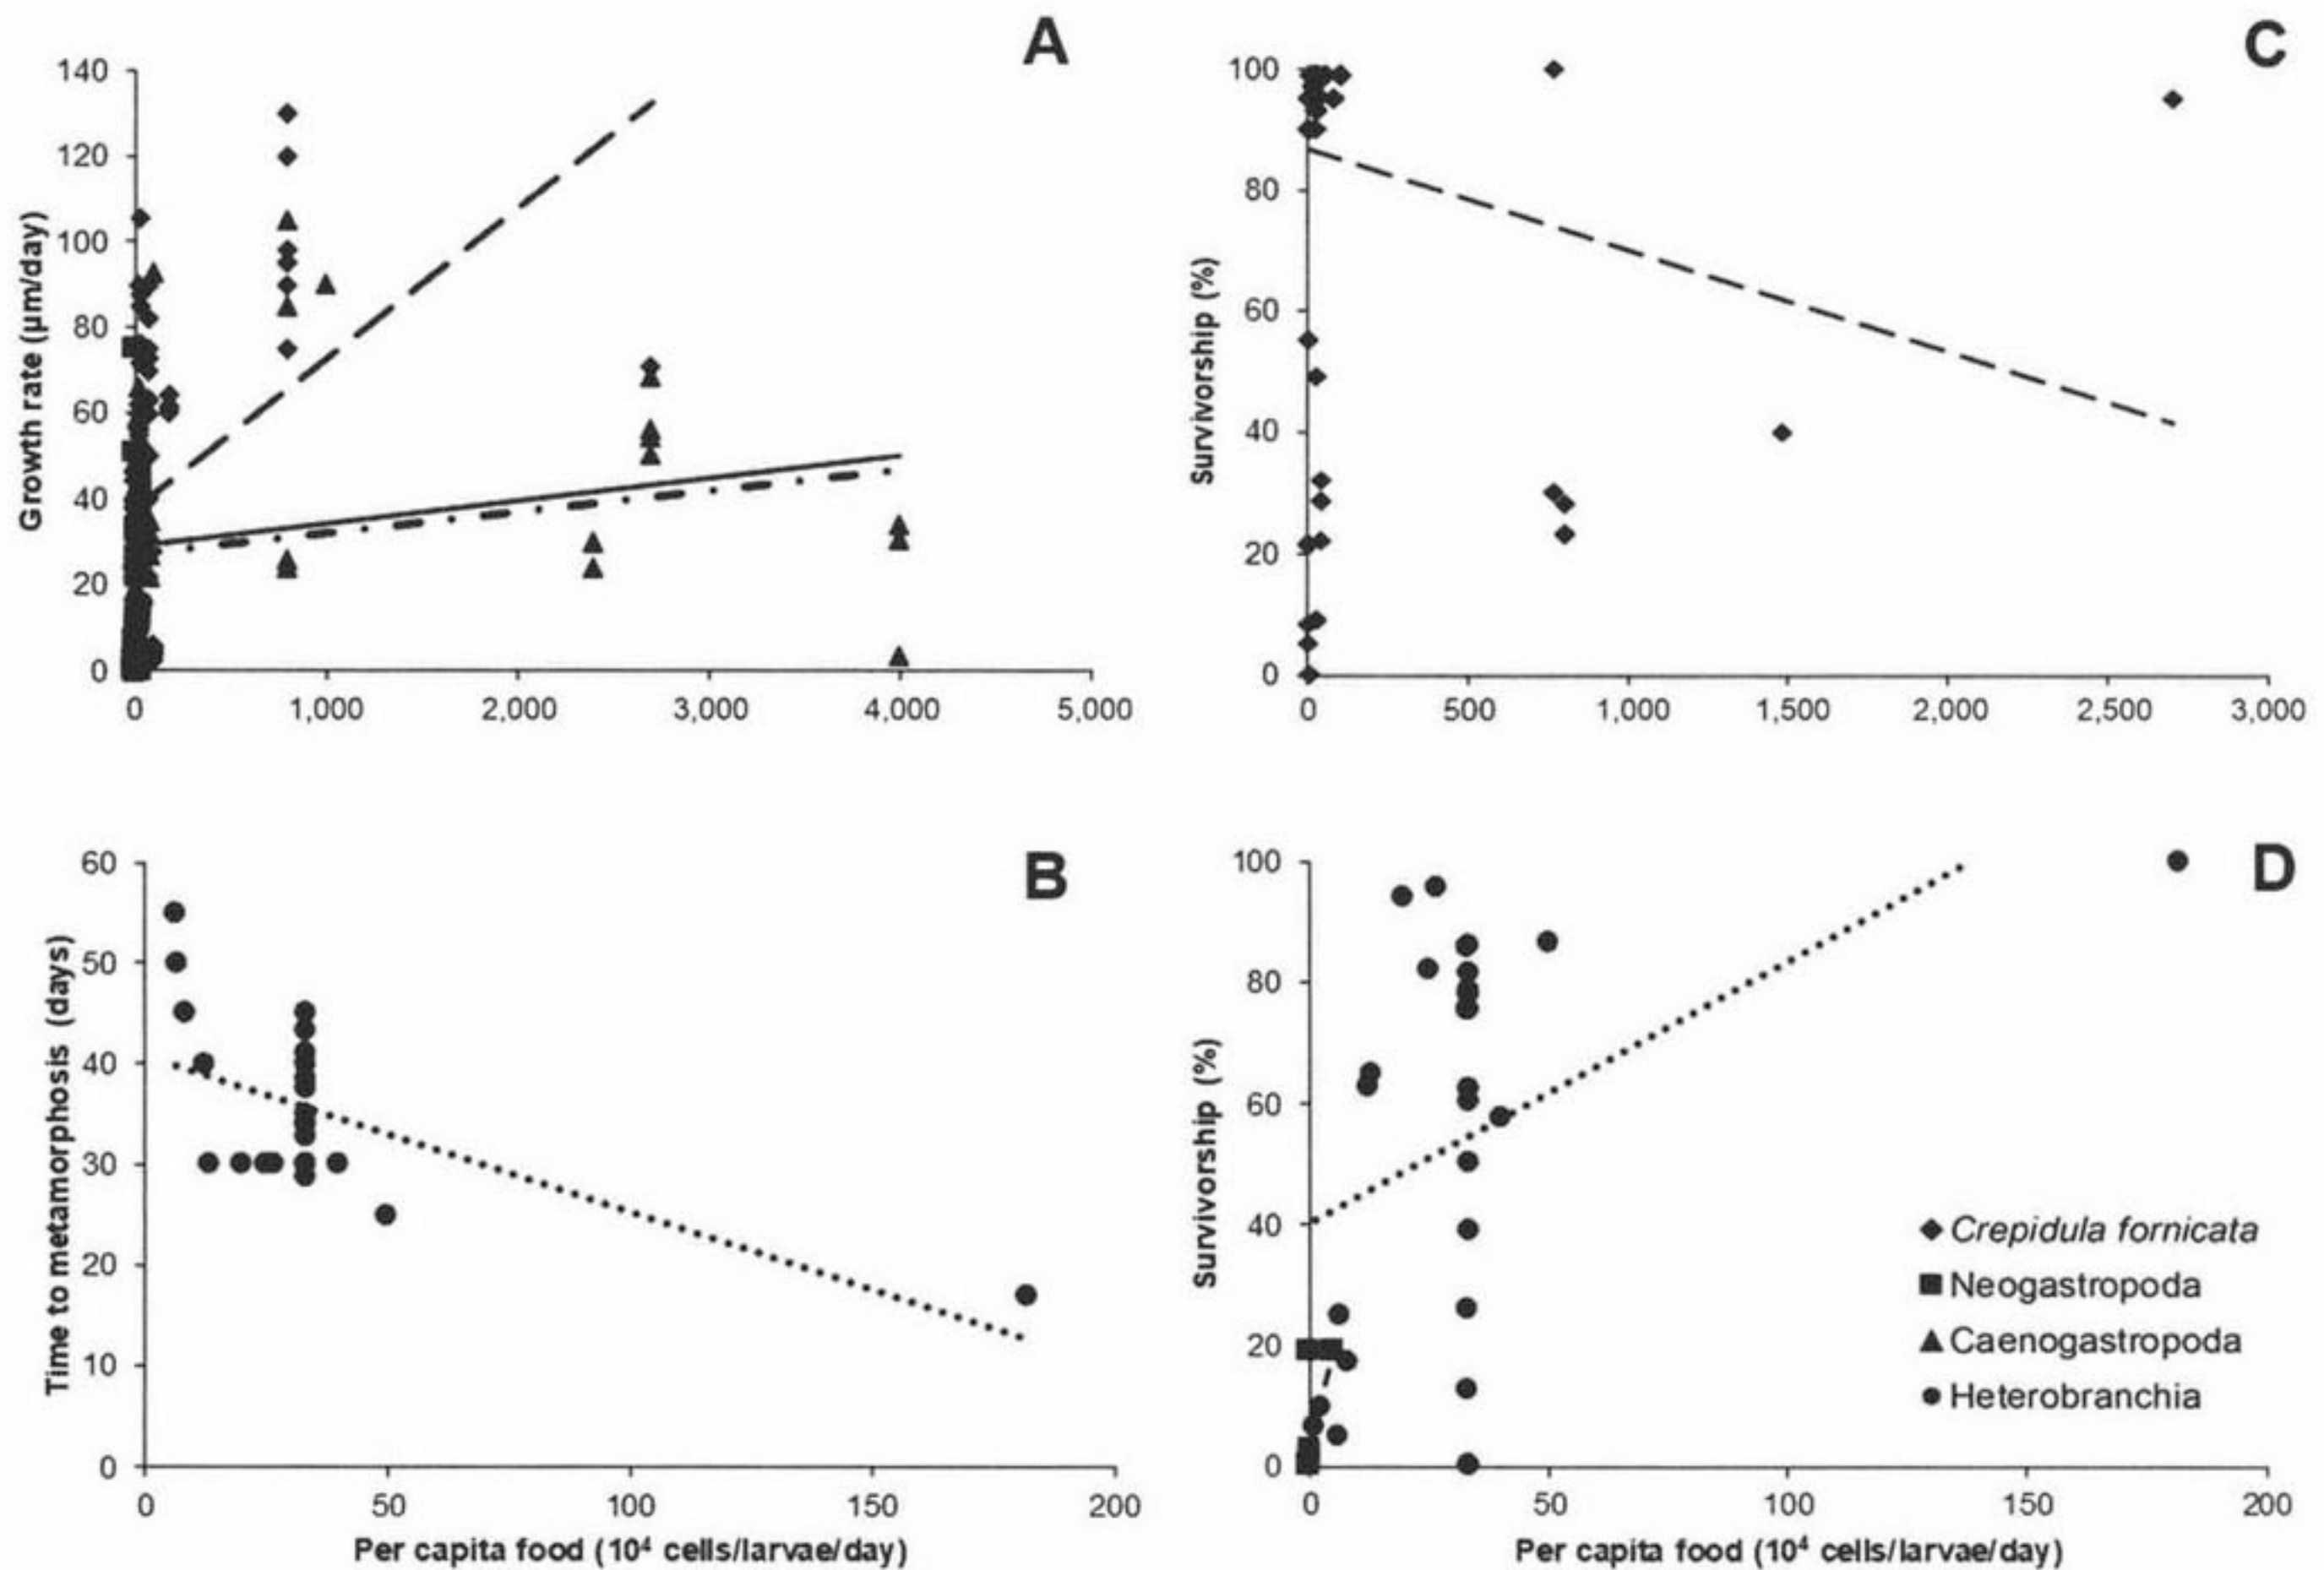 A
140
120
100
80
60
40
20
0
Growth rate (µm/day)
0 1,000 2,000 3,000 4,000 5,000
C
100
80
60
40
20
0
Survivorship (%)
0 500 1,000 1,500 2,000 2,500 3,000
B
60
50
40
30
20
10
0
Time to metamorphosis (days)
0 50 100 150 200
Per capita food (10⁴ cells/larvae/day)
D
100
80
60
40
20
0
Survivorship (%)
Crepidula fornicata
Neogastropoda
Caenogastropoda
Heterobranchia
0 50 100 150 200
Per capita food (10⁴ cells/larvae/day)